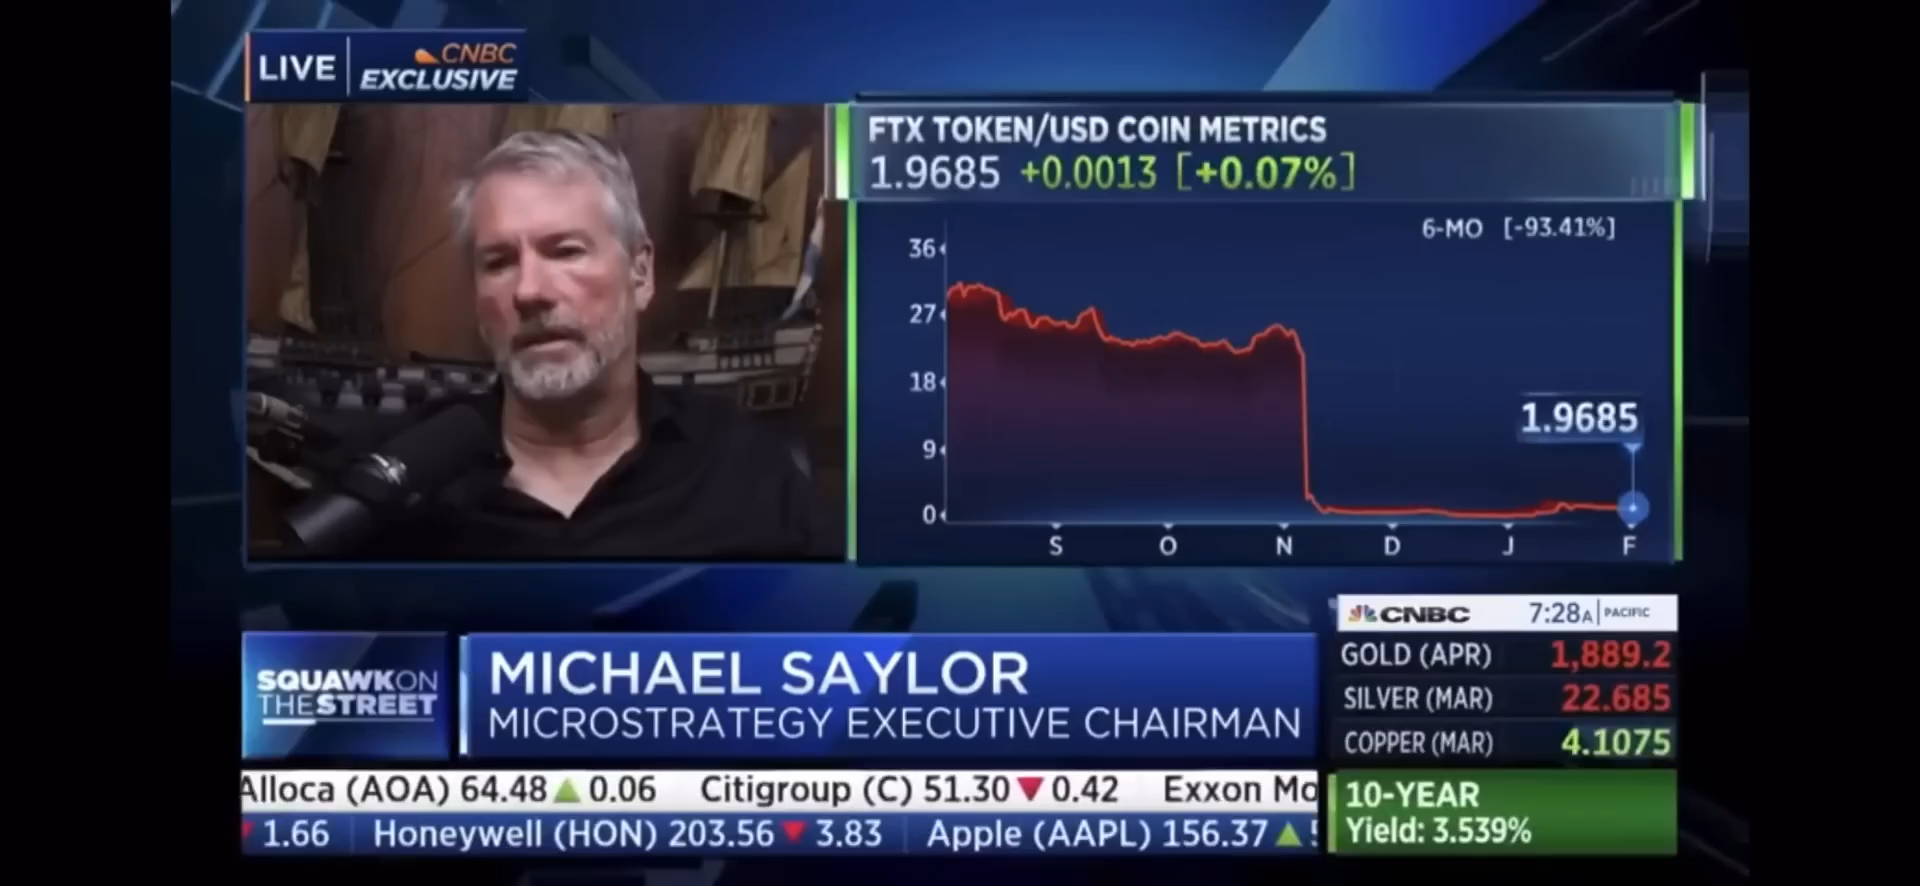 LIVE
CNBC
EXCLUSIVE
FTX TOKEN/USD COIN METRICS
1.9685 +0.0013 [+0.07%]
6-MO [-93.41%]
36
27
18
9
0
1.9685
S O N D J F
SQUAWK ON
THE STREET
MICHAEL SAYLOR
MICROSTRATEGY EXECUTIVE CHAIRMAN
CNBC 7:28A PACIFIC
GOLD (APR) 1,889.2
SILVER (MAR) 22.685
COPPER (MAR) 4.1075
10-YEAR
Yield: 3.539%
Alloca (AOA) 64.48 ▲ 0.06 Citigroup (C) 51.30 ▼ 0.42 Exxon Mo
▼ 1.66 Honeywell (HON) 203.56 ▼ 3.83 Apple (AAPL) 156.37 ▲